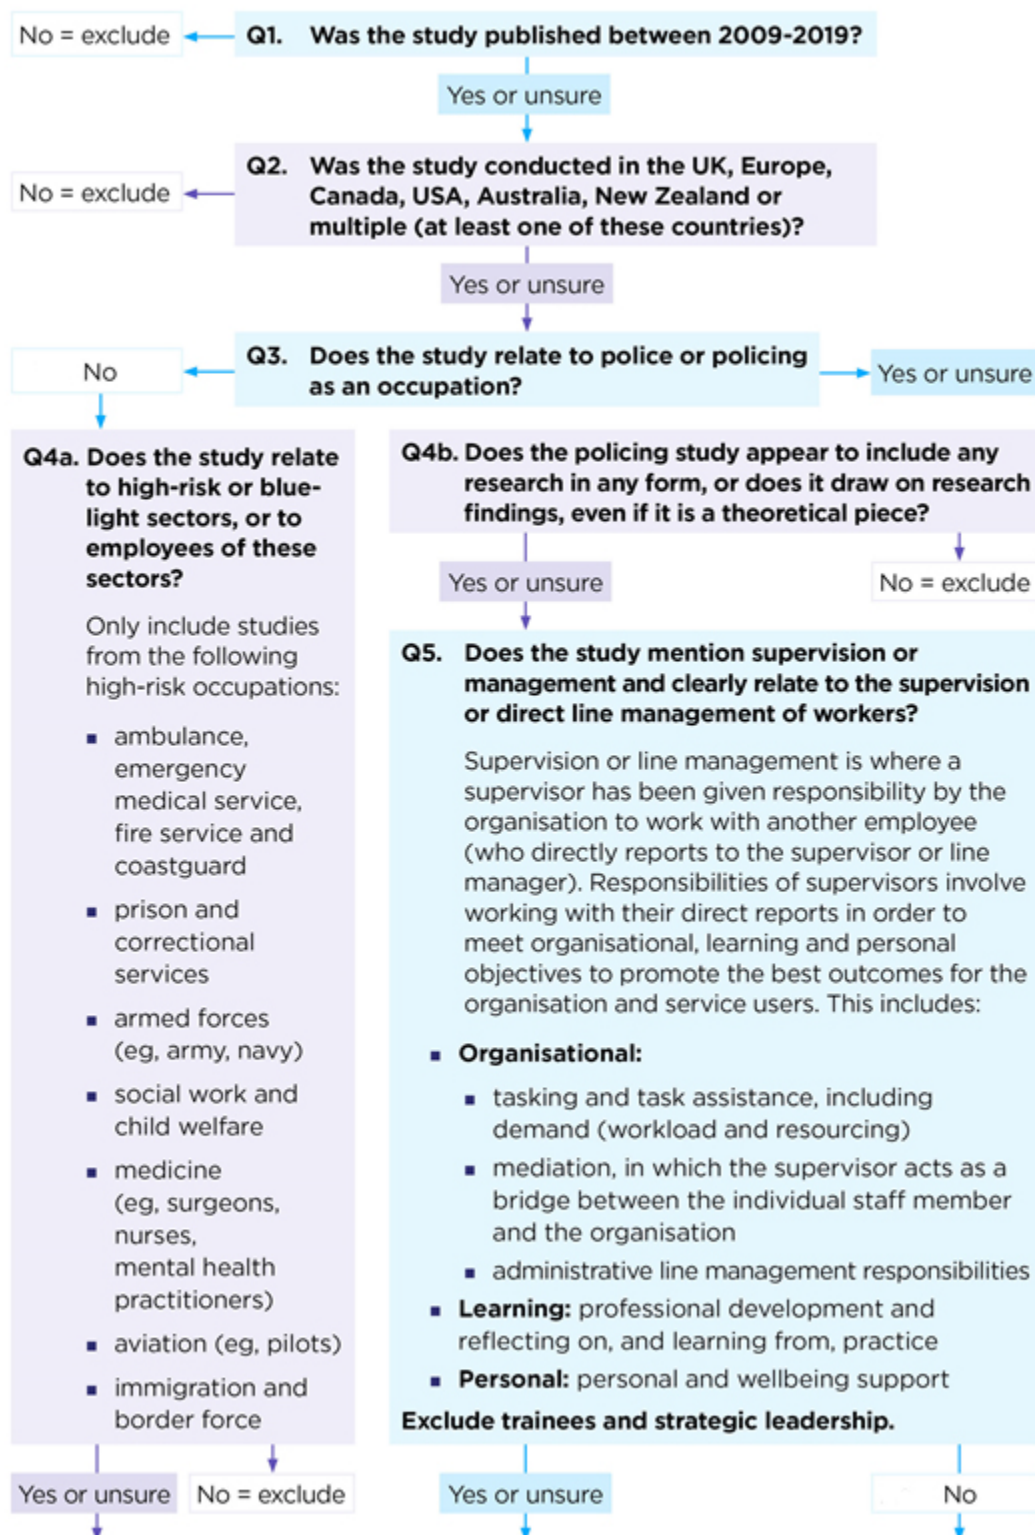 No = exclude
Q1. Was the study published between 2009-2019?
Yes or unsure
No = exclude
Q2. Was the study conducted in the UK, Europe,
Canada, USA, Australia, New Zealand or
multiple (at least one of these countries)?
Yes or unsure
No
Q3. Does the study relate to police or policing
as an occupation?
Yes or unsure
Q4a. Does the study relate
to high-risk or blue-
light sectors, or to
employees of these
sectors?
Only include studies
from the following
high-risk occupations:
▪ ambulance,
emergency
medical service,
fire service and
coastguard
▪ prison and
correctional
services
▪ armed forces
(eg, army, navy)
▪ social work and
child welfare
▪ medicine
(eg, surgeons,
nurses,
mental health
practitioners)
▪ aviation (eg, pilots)
▪ immigration and
border force
Yes or unsure
No = exclude
Q4b. Does the policing study appear to include any
research in any form, or does it draw on research
findings, even if it is a theoretical piece?
Yes or unsure
No = exclude
Q5. Does the study mention supervision or
management and clearly relate to the supervision
or direct line management of workers?
Supervision or line management is where a
supervisor has been given responsibility by the
organisation to work with another employee
(who directly reports to the supervisor or line
manager). Responsibilities of supervisors involve
working with their direct reports in order to
meet organisational, learning and personal
objectives to promote the best outcomes for the
organisation and service users. This includes:
▪ Organisational:
▪ tasking and task assistance, including
demand (workload and resourcing)
▪ mediation, in which the supervisor acts as a
bridge between the individual staff member
and the organisation
▪ administrative line management responsibilities
▪ Learning: professional development and
reflecting on, and learning from, practice
▪ Personal: personal and wellbeing support
Exclude trainees and strategic leadership.
Yes or unsure
No